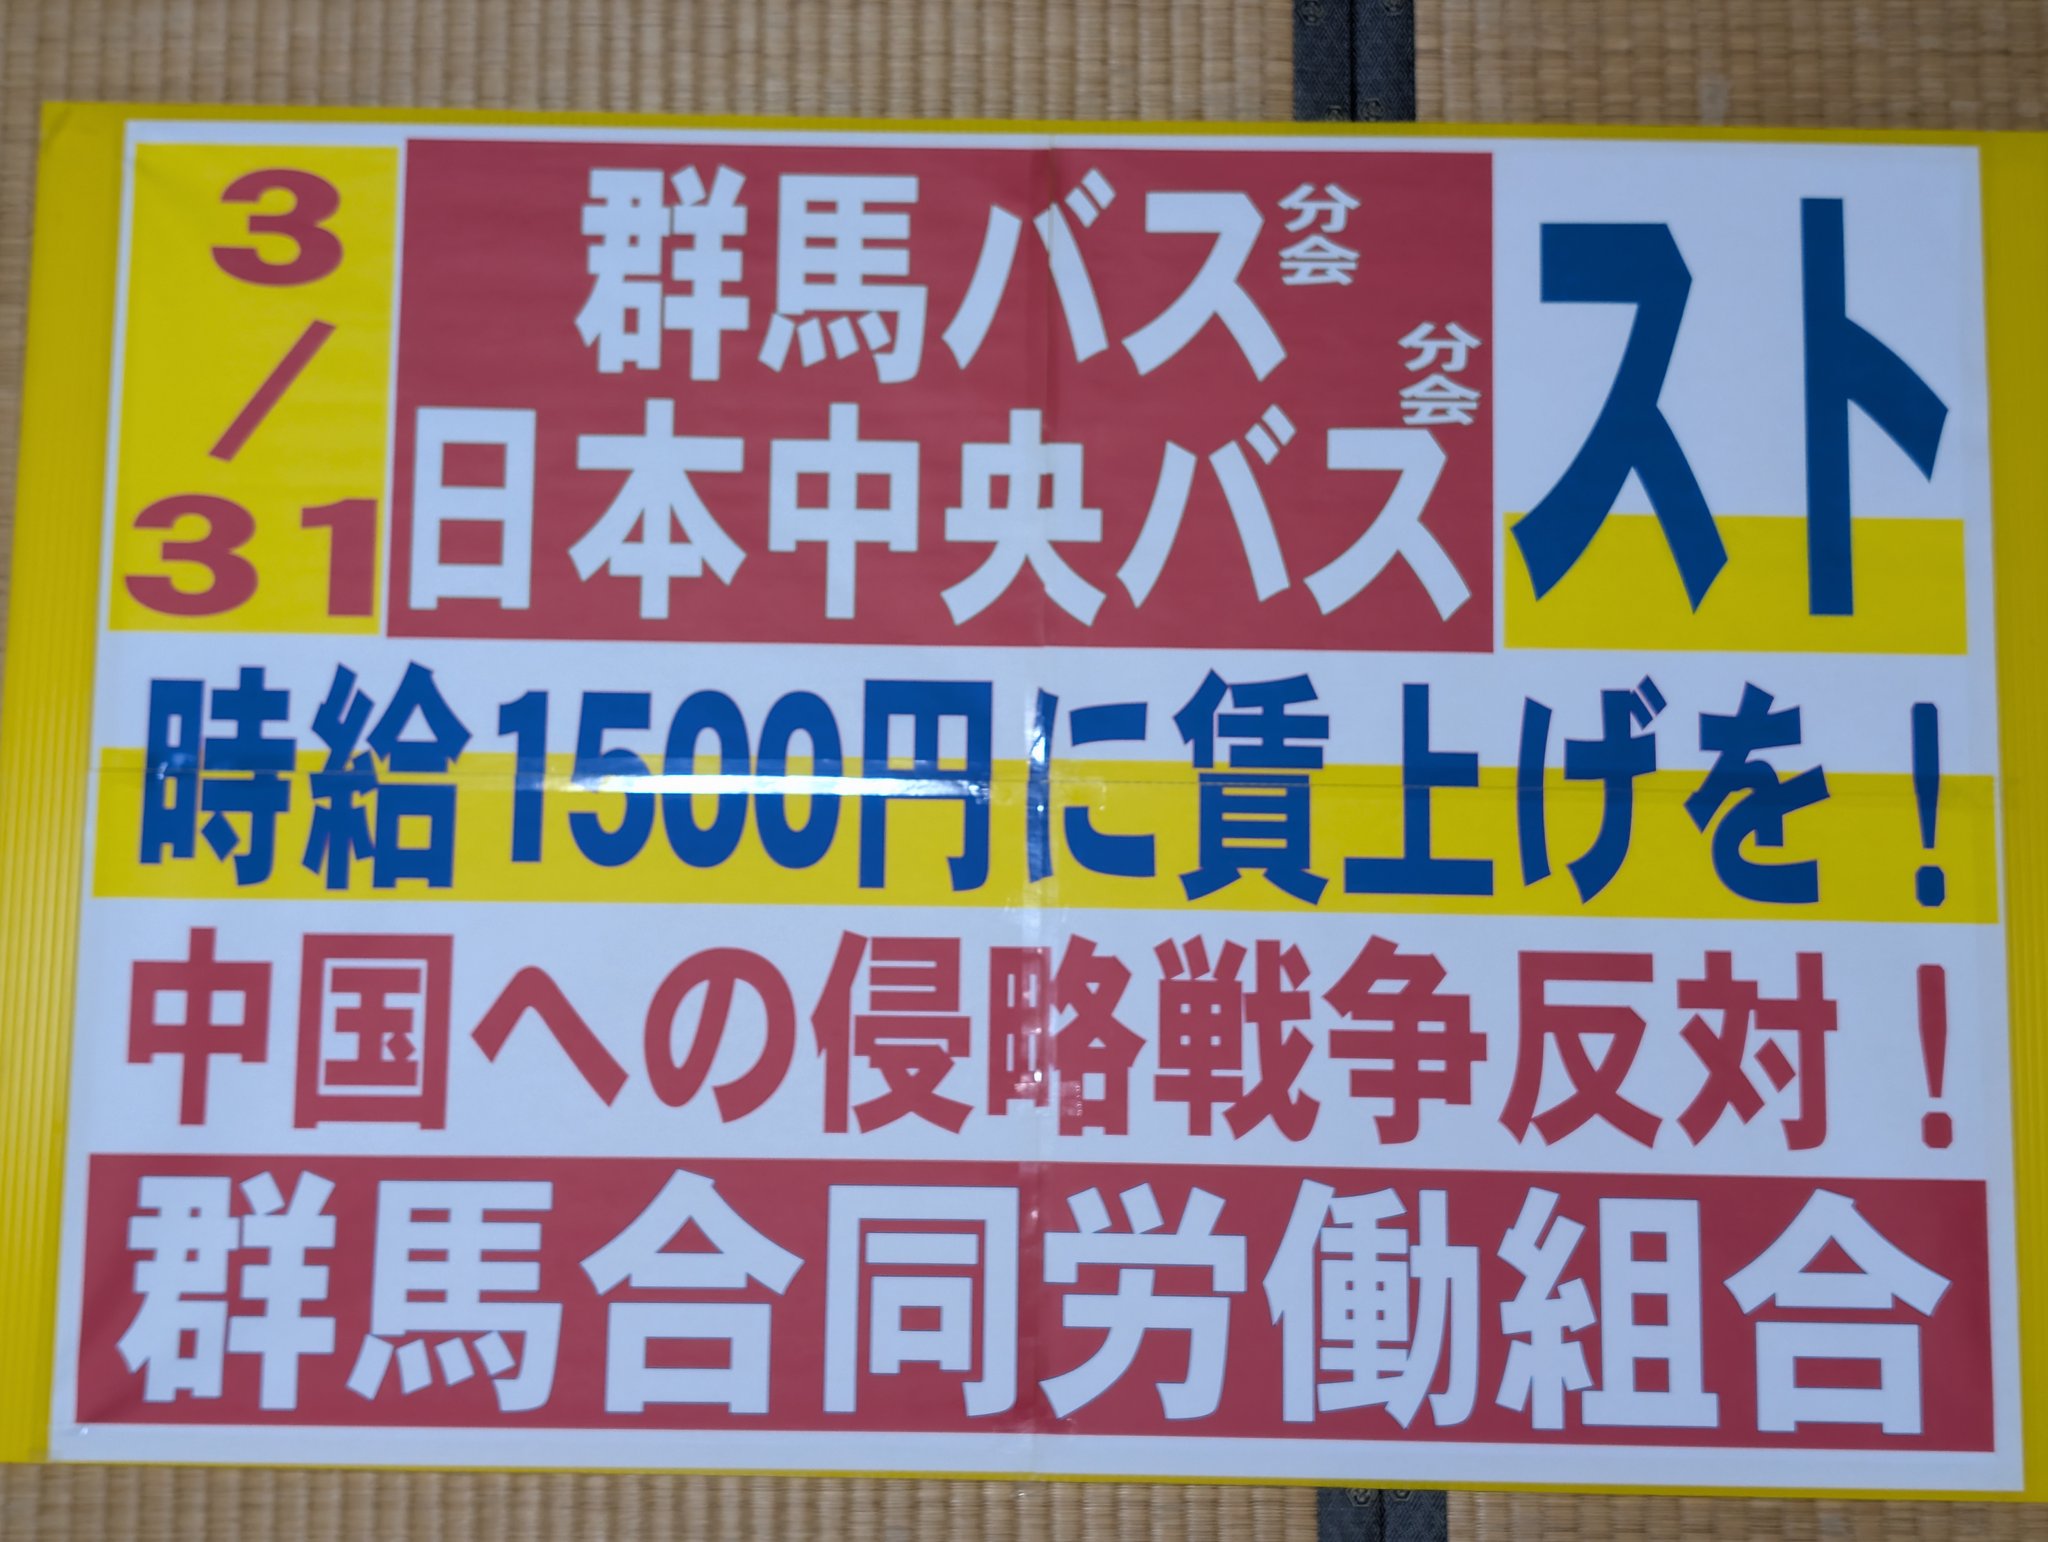 3/31
群馬バス分会
日本中央バス分会
スト
時給1500円に賃上げを!
中国への侵略戦争反対!
群馬合同労働組合